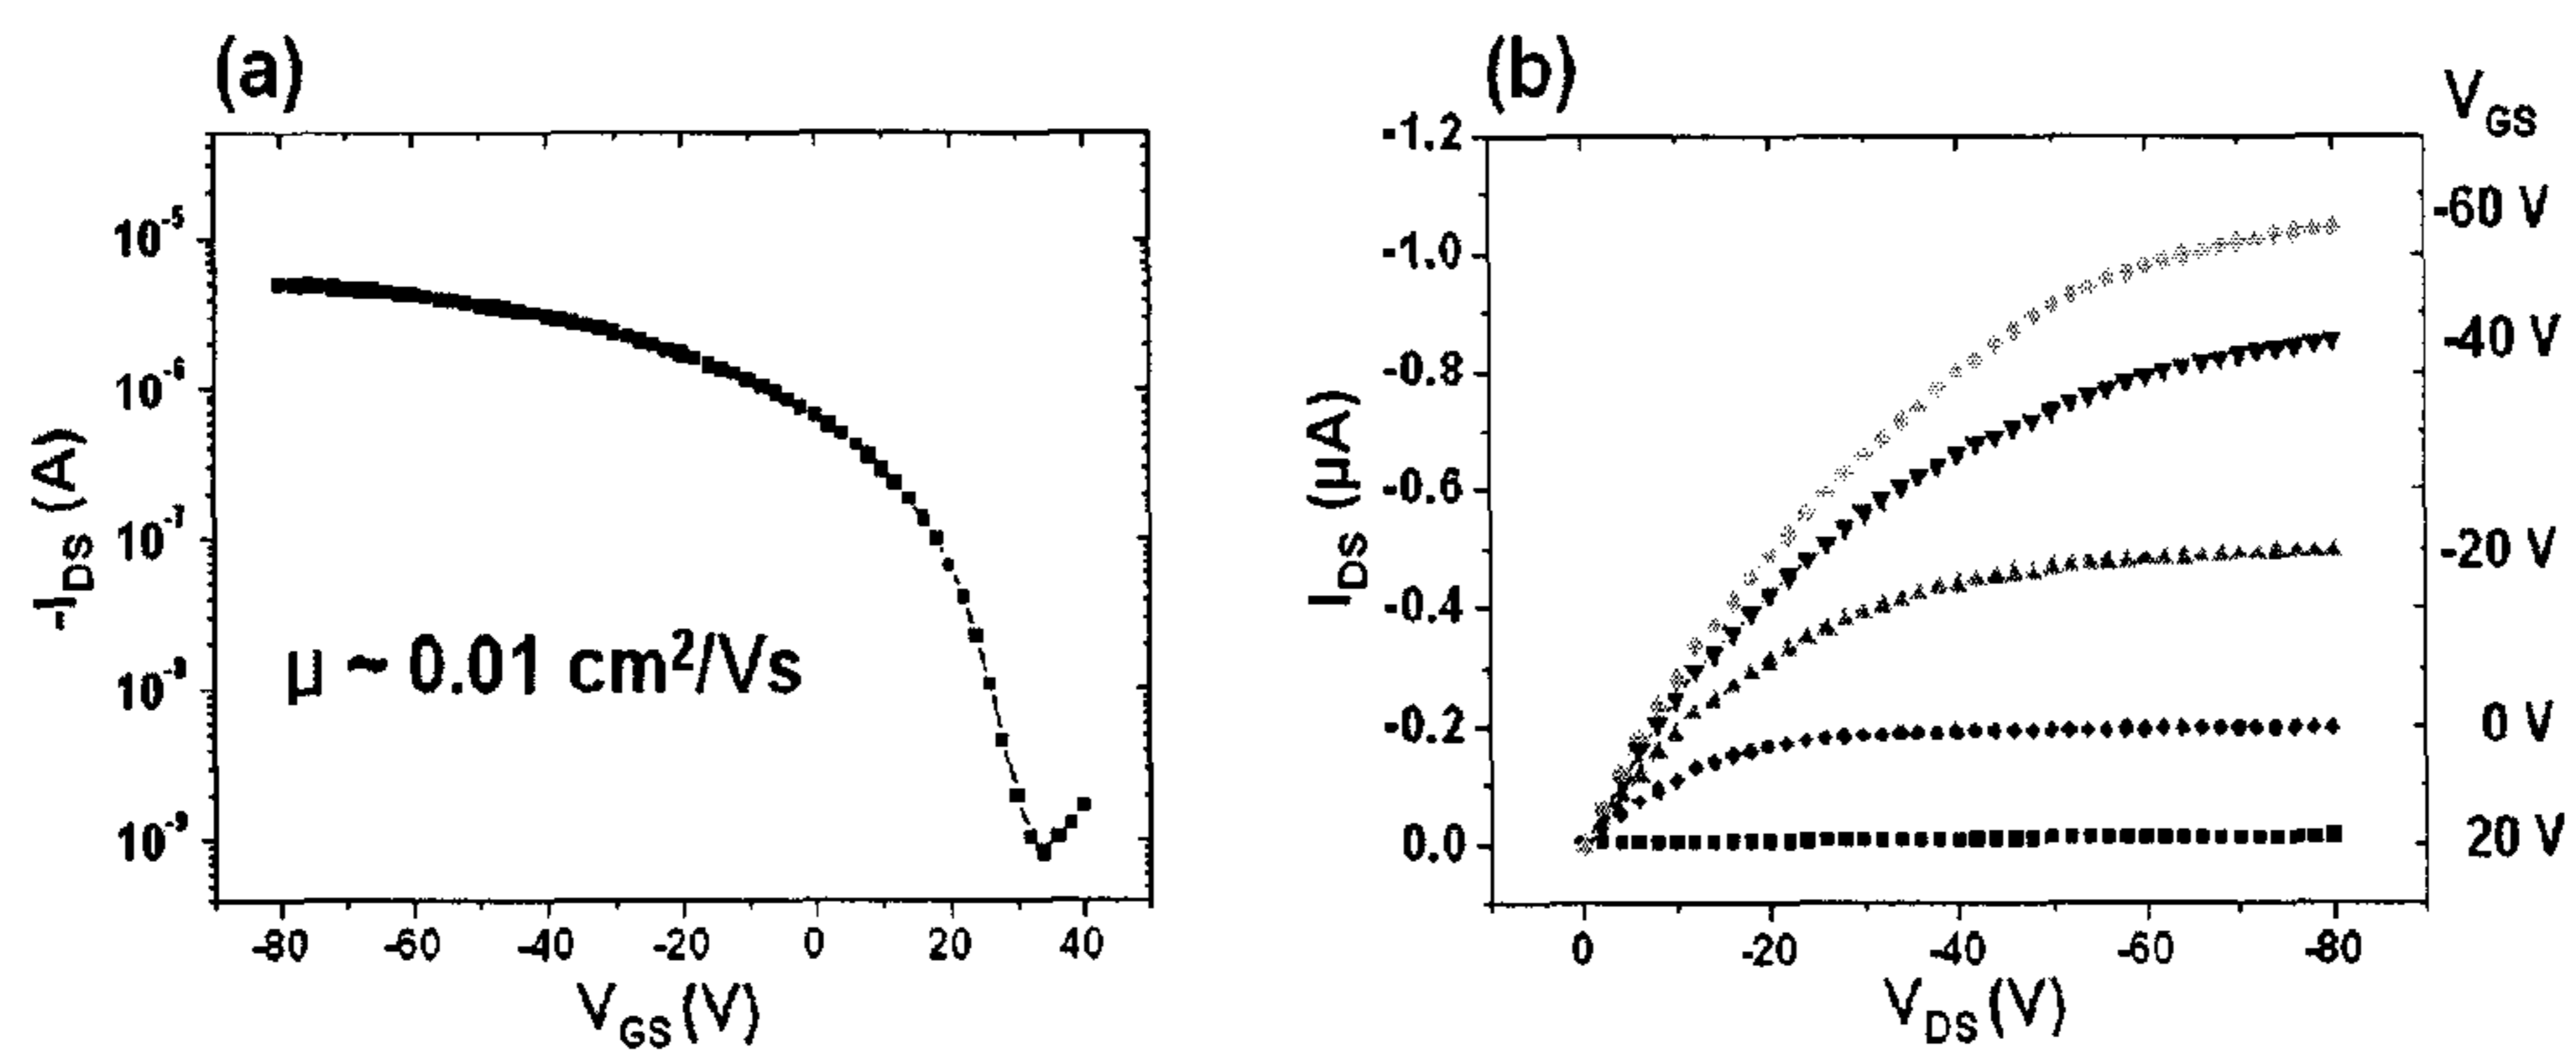 (a)
10⁻⁵
10⁻⁶
10⁻⁷
10⁻⁸
10⁻⁹
-I_DS (A)
μ ~ 0.01 cm²/Vs
-80 -60 -40 -20 0 20 40
V_GS (V)
(b)
V_GS
-1.2
-1.0
-0.8
-0.6
-0.4
-0.2
0.0
I_DS (μA)
-60 V
-40 V
-20 V
0 V
20 V
0 -20 -40 -60 -80
V_DS (V)